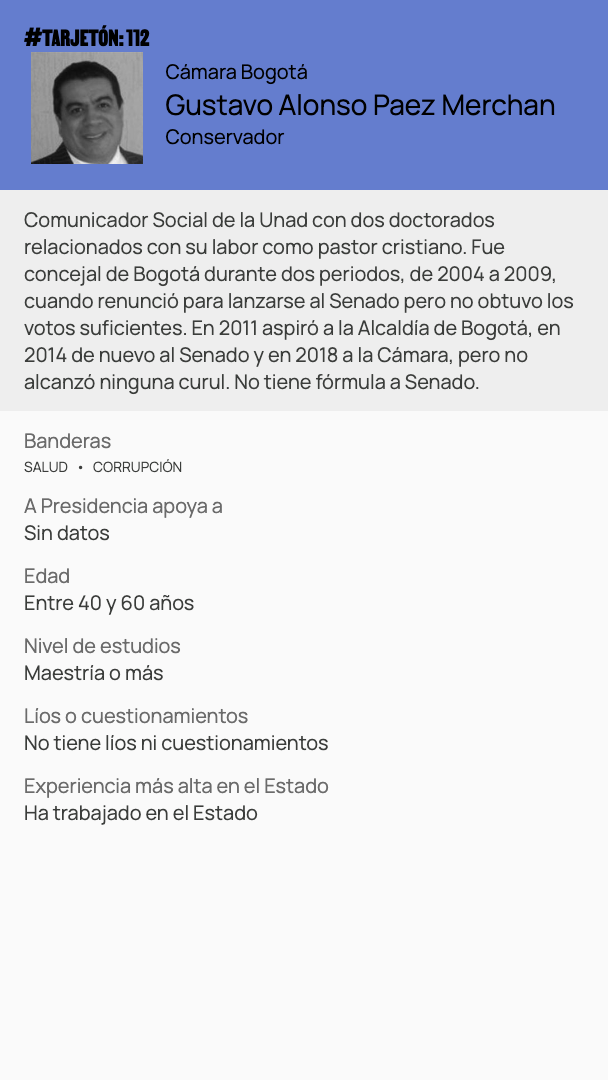 #TARJETÓN: 112
Cámara Bogotá
Gustavo Alonso Paez Merchan
Conservador
Comunicador Social de la Unad con dos doctorados
relacionados con su labor como pastor cristiano. Fue
concejal de Bogotá durante dos periodos, de 2004 a 2009,
cuando renunció para lanzarse al Senado pero no obtuvo los
votos suficientes. En 2011 aspiró a la Alcaldía de Bogotá, en
2014 de nuevo al Senado y en 2018 a la Cámara, pero no
alcanzó ninguna curul. No tiene fórmula a Senado.
Banderas
SALUD • CORRUPCIÓN
A Presidencia apoya a
Sin datos
Edad
Entre 40 y 60 años
Nivel de estudios
Maestría o más
Líos o cuestionamientos
No tiene líos ni cuestionamientos
Experiencia más alta en el Estado
Ha trabajado en el Estado